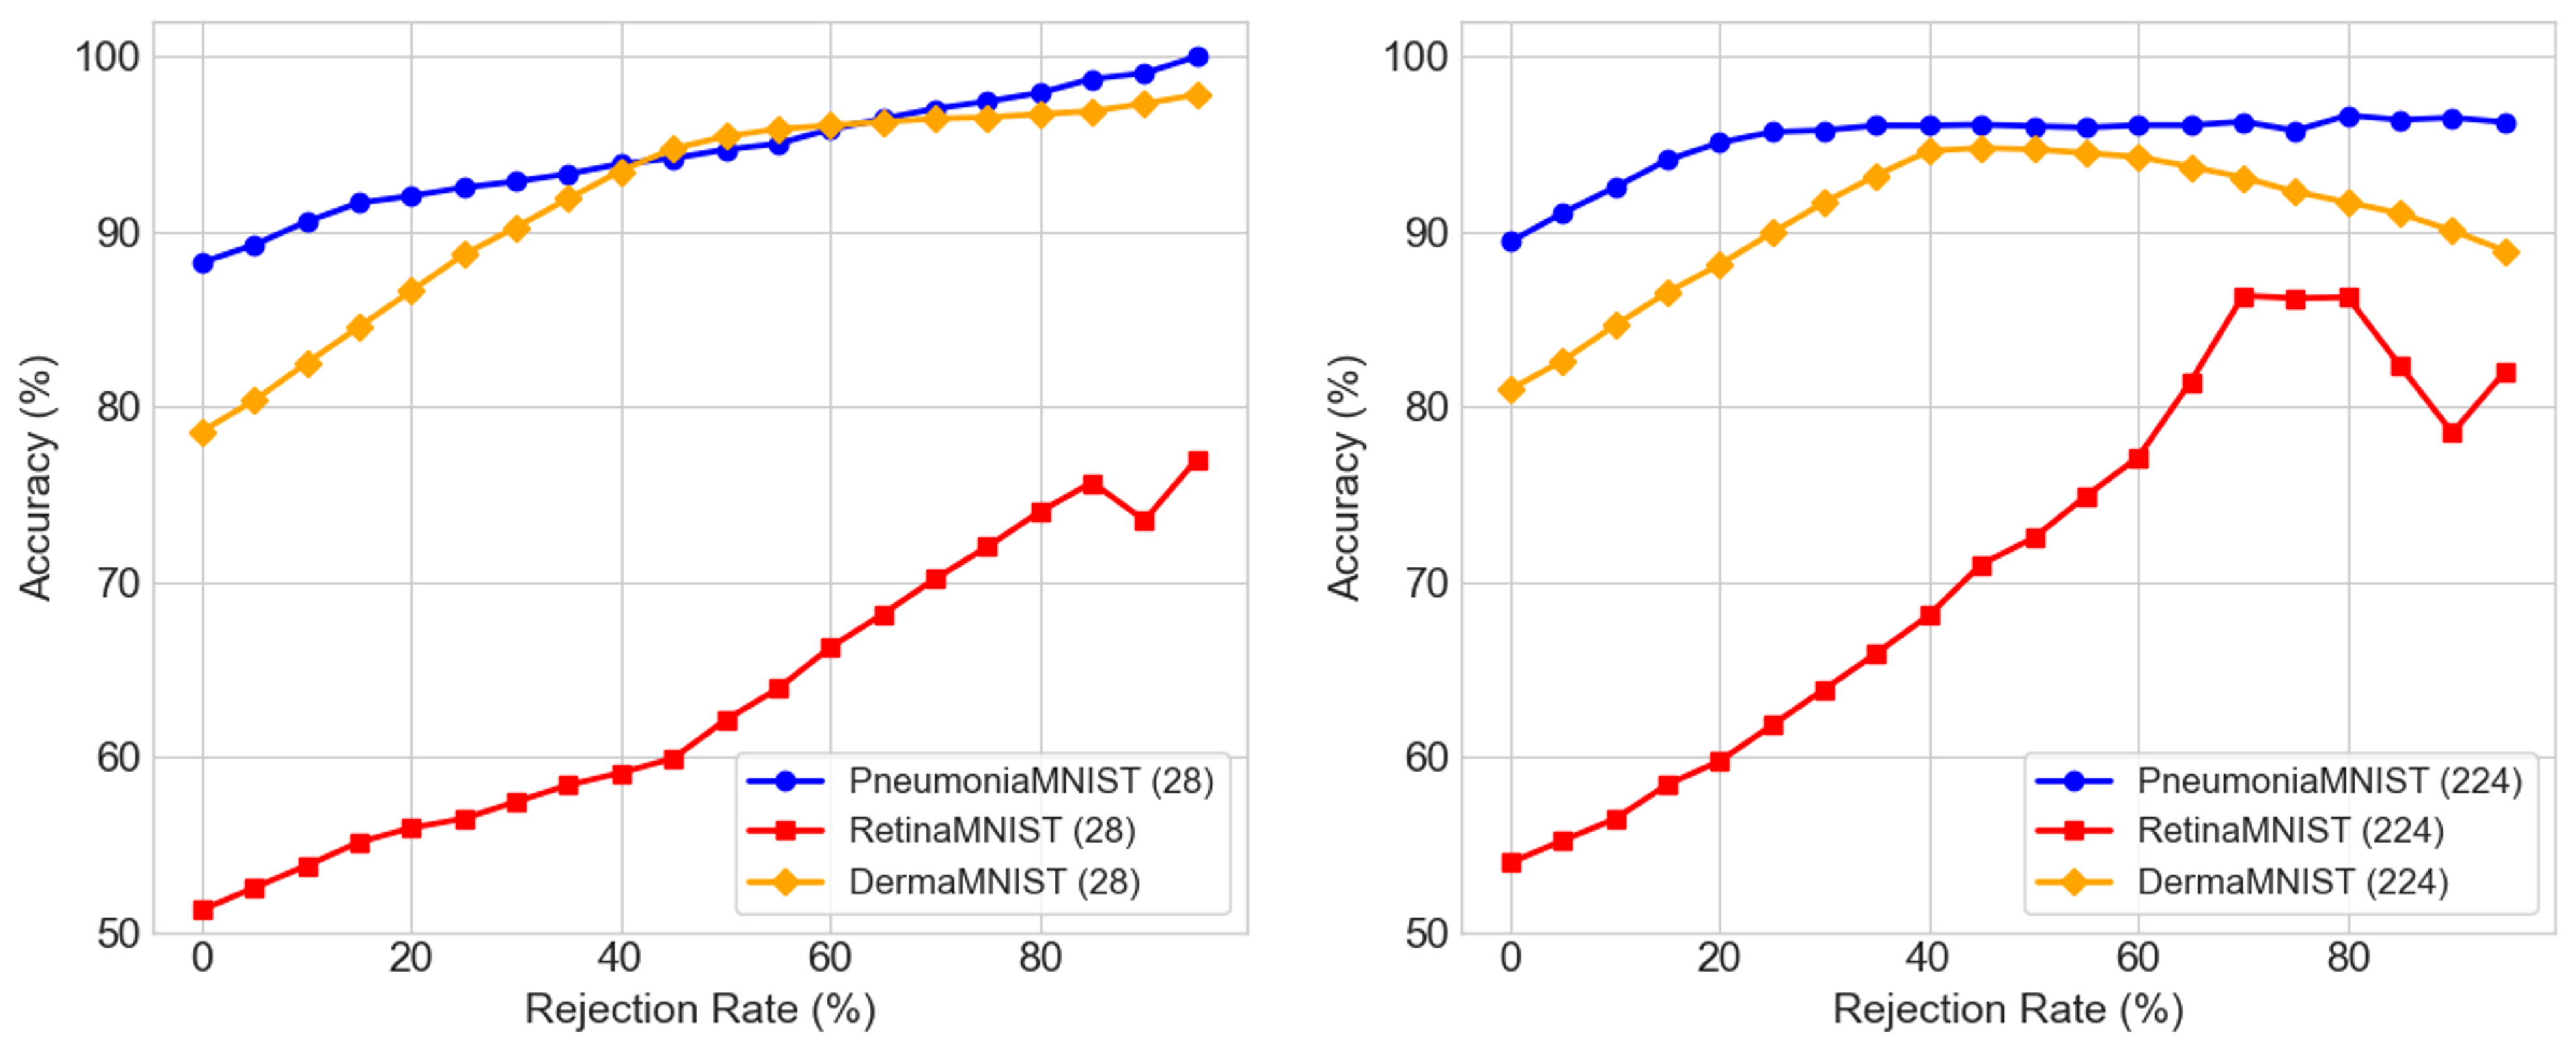 100
90
80
70
60
50
Accuracy (%)
0 20 40 60 80
Rejection Rate (%)
PneumoniaMNIST (28)
RetinaMNIST (28)
DermaMNIST (28)
100
90
80
70
60
50
Accuracy (%)
0 20 40 60 80
Rejection Rate (%)
PneumoniaMNIST (224)
RetinaMNIST (224)
DermaMNIST (224)